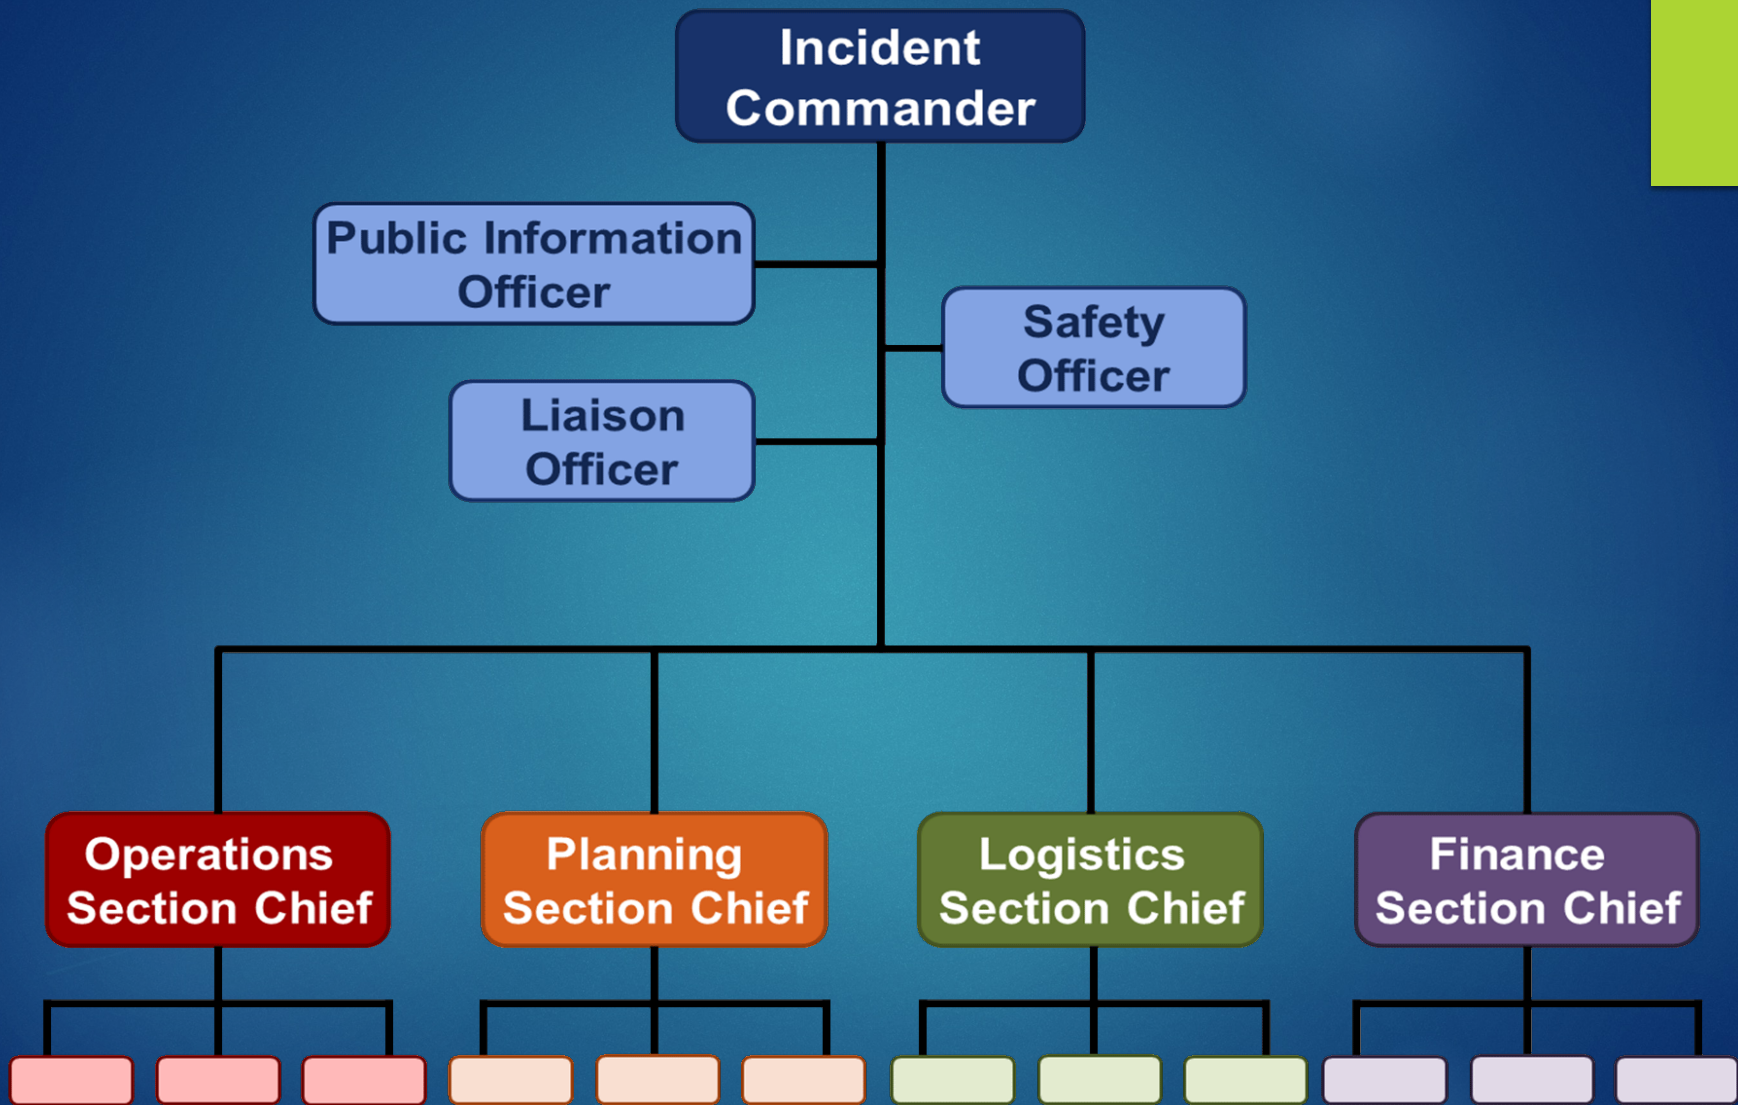 Incident
Commander
Public Information
Officer
Safety
Officer
Liaison
Officer
Operations
Section Chief
Planning
Section Chief
Logistics
Section Chief
Finance
Section Chief